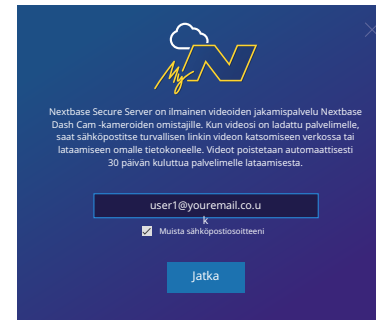 My N
Nextbase Secure Server on ilmainen videoiden jakamispalvelu Nextbase
Dash Cam -kameroiden omistajille. Kun videosi on ladattu palvelimelle,
saat sähköpostitse turvallisen linkin videon katsomiseen verkossa tai
lataamiseen omalle tietokoneelle. Videot poistetaan automaattisesti
30 päivän kuluttua palvelimelle lataamisesta.
user1@youremail.co.u
k
Muista sähköpostiosoitteeni
Jatka